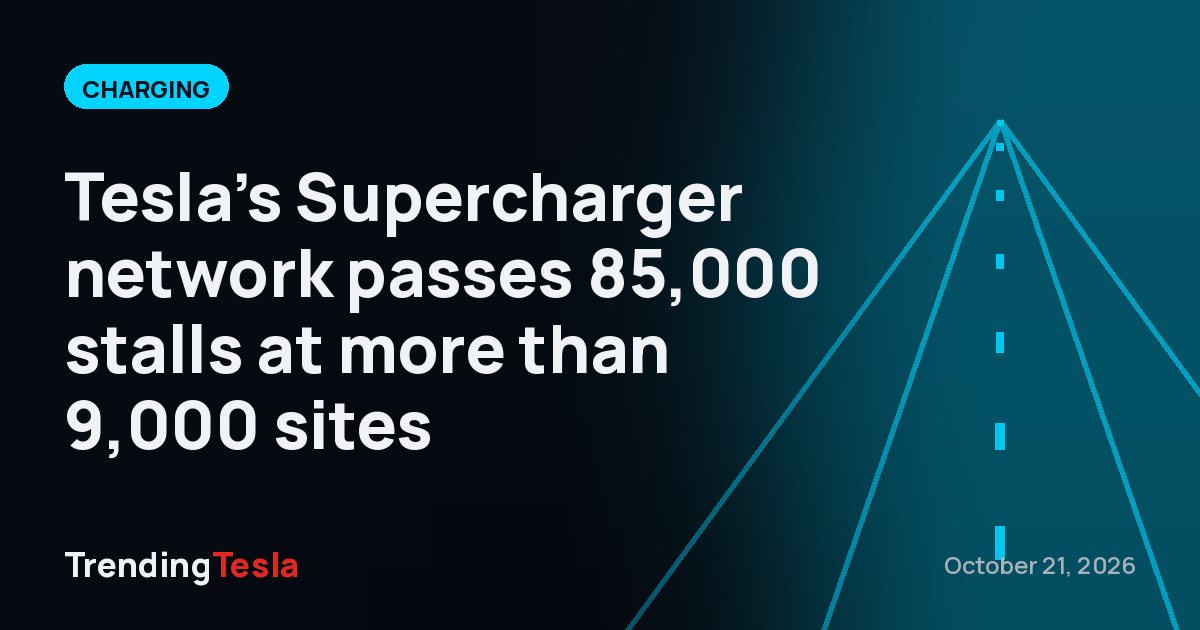 CHARGING
Tesla’s Supercharger
network passes 85,000
stalls at more than
9,000 sites
TrendingTesla
October 21, 2026